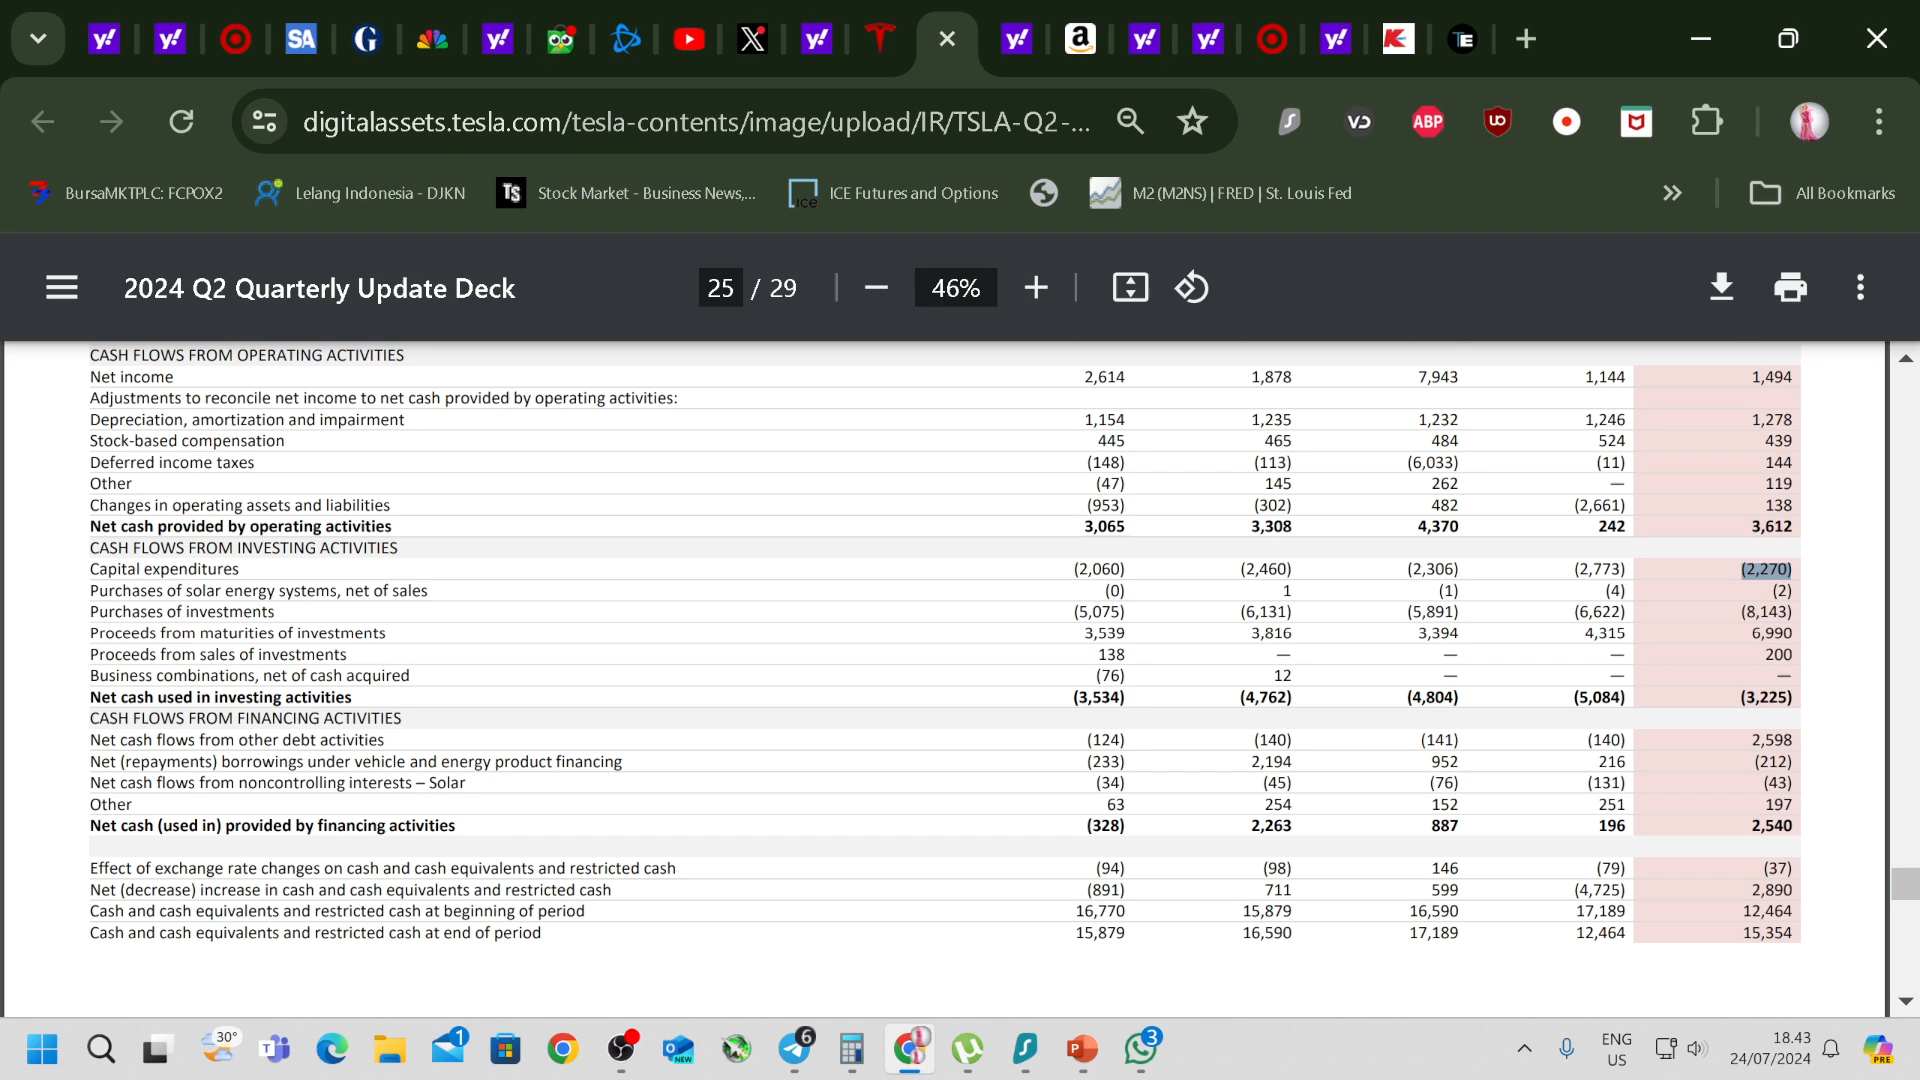 digitalassets.tesla.com/tesla-contents/image/upload/IR/TSLA-Q2-...
BursaMKTPLC: FCPOX2 Lelang Indonesia - DJKN Stock Market - Business News,... ICE Futures and Options M2 (M2NS) | FRED | St. Louis Fed All Bookmarks
2024 Q2 Quarterly Update Deck 25 / 29 46%
CASH FLOWS FROM OPERATING ACTIVITIES
Net income 2,614 1,878 7,943 1,144 1,494
Adjustments to reconcile net income to net cash provided by operating activities:
Depreciation, amortization and impairment 1,154 1,235 1,232 1,246 1,278
Stock-based compensation 445 465 484 524 439
Deferred income taxes (148) (113) (6,033) (11) 144
Other (47) 145 262 — 119
Changes in operating assets and liabilities (953) (302) 482 (2,661) 138
Net cash provided by operating activities 3,065 3,308 4,370 242 3,612
CASH FLOWS FROM INVESTING ACTIVITIES
Capital expenditures (2,060) (2,460) (2,306) (2,773) (2,270)
Purchases of solar energy systems, net of sales (0) 1 (1) (4) (2)
Purchases of investments (5,075) (6,131) (5,891) (6,622) (8,143)
Proceeds from maturities of investments 3,539 3,816 3,394 4,315 6,990
Proceeds from sales of investments 138 — — — 200
Business combinations, net of cash acquired (76) 12 — — —
Net cash used in investing activities (3,534) (4,762) (4,804) (5,084) (3,225)
CASH FLOWS FROM FINANCING ACTIVITIES
Net cash flows from other debt activities (124) (140) (141) (140) 2,598
Net (repayments) borrowings under vehicle and energy product financing (233) 2,194 952 216 (212)
Net cash flows from noncontrolling interests – Solar (34) (45) (76) (131) (43)
Other 63 254 152 251 197
Net cash (used in) provided by financing activities (328) 2,263 887 196 2,540
Effect of exchange rate changes on cash and cash equivalents and restricted cash (94) (98) 146 (79) (37)
Net (decrease) increase in cash and cash equivalents and restricted cash (891) 711 599 (4,725) 2,890
Cash and cash equivalents and restricted cash at beginning of period 16,770 15,879 16,590 17,189 12,464
Cash and cash equivalents and restricted cash at end of period 15,879 16,590 17,189 12,464 15,354
30° 1 6 3 ENG 18.43
US 24/07/2024